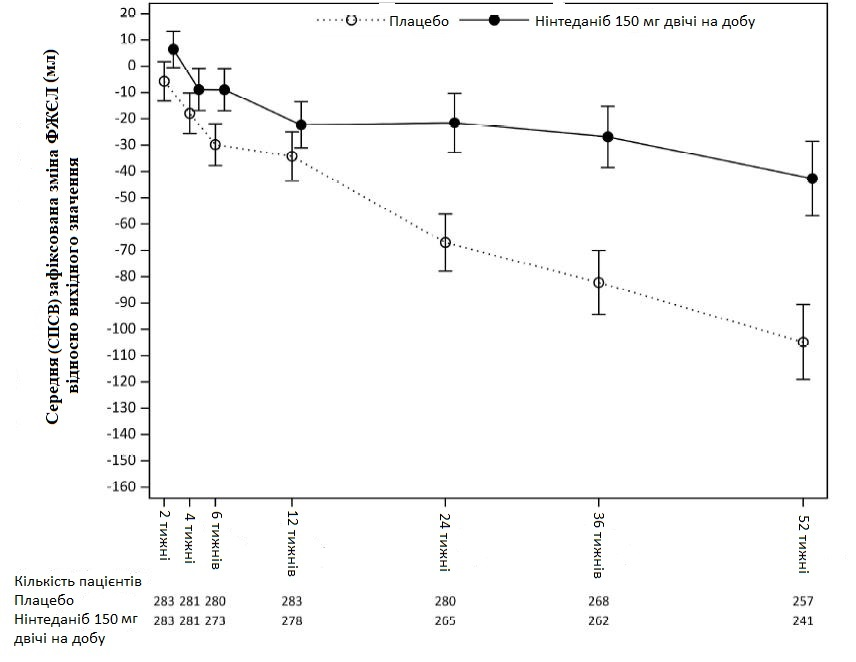 Плацебо
Нінтеданіб 150 мг двічі на добу
Середня (СПСВ) зафіксована зміна ФЖЄЛ (мл)
відносно вихідного значення
20
10
0
-10
-20
-30
-40
-50
-60
-70
-80
-90
-100
-110
-120
-130
-140
-150
-160
2 тижні
4 тижні
6 тижнів
12 тижнів
24 тижні
36 тижнів
52 тижні
Кількість пацієнтів
Плацебо 283 281 280 283 280 268 257
Нінтеданіб 150 мг 283 281 273 278 265 262 241
двічі на добу